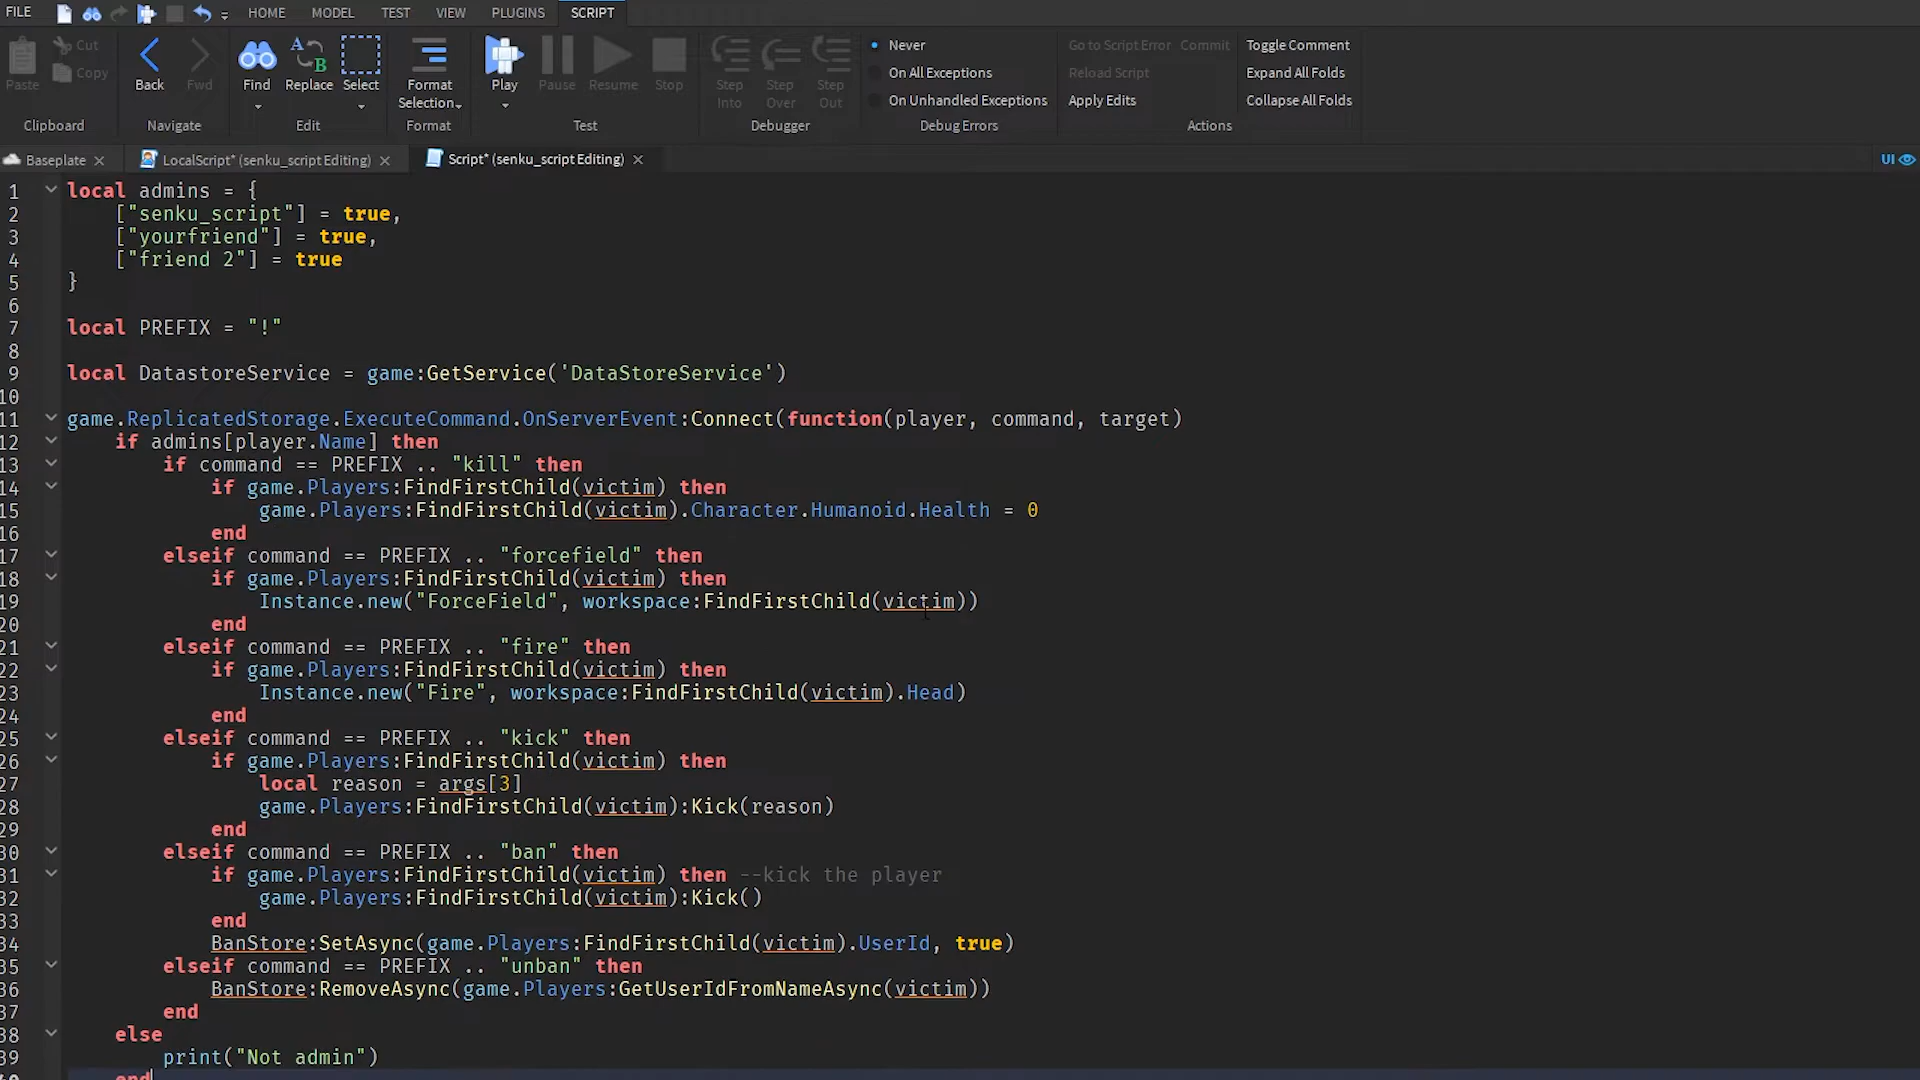 FILE HOME MODEL TEST VIEW PLUGINS SCRIPT
Paste Cut Copy Back Fwd Find Replace Select Format Selection Play Pause Resume Stop Step Into Step Over Step Out Never On All Exceptions On Unhandled Exceptions Go to Script Error Commit Reload Script Apply Edits Toggle Comment Expand All Folds Collapse All Folds
Clipboard Navigate Edit Format Test Debugger Debug Errors Actions
Baseplate LocalScript* (senku_script Editing) Script* (senku_script Editing) UI
1 local admins = {
2 ["senku_script"] = true,
3 ["yourfriend"] = true,
4 ["friend 2"] = true
5 }
6
7 local PREFIX = "!"
8
9 local DatastoreService = game:GetService('DataStoreService')
10
11 game.ReplicatedStorage.ExecuteCommand.OnServerEvent:Connect(function(player, command, target)
12 if admins[player.Name] then
13 if command == PREFIX .. "kill" then
14 if game.Players:FindFirstChild(victim) then
15 game.Players:FindFirstChild(victim).Character.Humanoid.Health = 0
16 end
17 elseif command == PREFIX .. "forcefield" then
18 if game.Players:FindFirstChild(victim) then
19 Instance.new("ForceField", workspace:FindFirstChild(victim))
20 end
21 elseif command == PREFIX .. "fire" then
22 if game.Players:FindFirstChild(victim) then
23 Instance.new("Fire", workspace:FindFirstChild(victim).Head)
24 end
25 elseif command == PREFIX .. "kick" then
26 if game.Players:FindFirstChild(victim) then
27 local reason = args[3]
28 game.Players:FindFirstChild(victim):Kick(reason)
29 end
30 elseif command == PREFIX .. "ban" then
31 if game.Players:FindFirstChild(victim) then --kick the player
32 game.Players:FindFirstChild(victim):Kick()
33 end
34 BanStore:SetAsync(game.Players:FindFirstChild(victim).UserId, true)
35 elseif command == PREFIX .. "unban" then
36 BanStore:RemoveAsync(game.Players:GetUserIdFromNameAsync(victim))
37 end
38 else
39 print("Not admin")
40 end